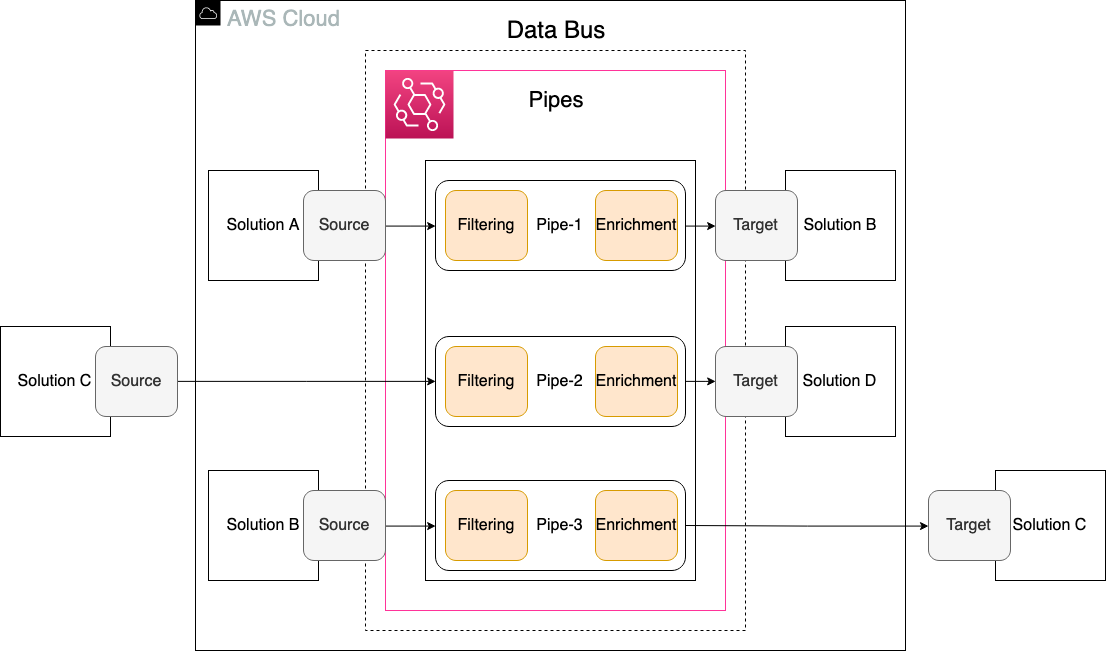 AWS Cloud
Data Bus
Pipes
Solution A
Source
Filtering
Pipe-1
Enrichment
Target
Solution B
Solution C
Source
Filtering
Pipe-2
Enrichment
Target
Solution D
Solution B
Source
Filtering
Pipe-3
Enrichment
Target
Solution C